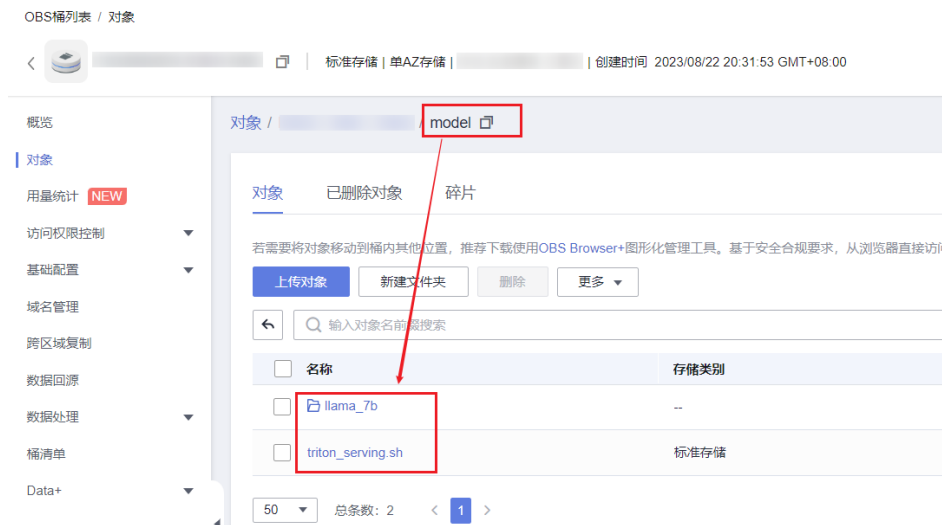 OBS桶列表 / 对象
标准存储 | 单AZ存储 | | 创建时间 2023/08/22 20:31:53 GMT+08:00
概览
对象
用量统计 NEW
访问权限控制
基础配置
域名管理
跨区域复制
数据回源
数据处理
桶清单
Data+
对象 / / model
对象 已删除对象 碎片
若需要将对象移动到桶内其他位置，推荐下载使用OBS Browser+图形化管理工具。基于安全合规要求，从浏览器直接访问
上传对象 新建文件夹 删除 更多
输入对象名前缀搜索
名称 存储类别
llama_7b --
triton_serving.sh 标准存储
50 总条数: 2 < 1 >